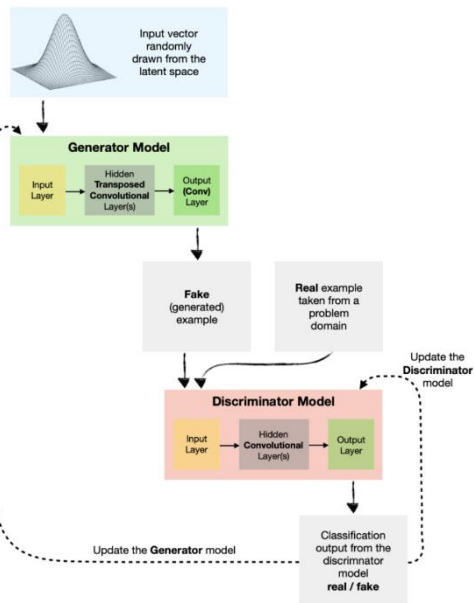 Input vector
randomly
drawn from the
latent space
Generator Model
Input
Layer
Hidden
Transposed
Convolutional
Layer(s)
Output
(Conv)
Layer
Fake
(generated)
example
Real example
taken from a
problem
domain
Update the
Discriminator
model
Discriminator Model
Input
Layer
Hidden
Convolutional
Layer(s)
Output
Layer
Classification
output from the
discrimnator
model
real / fake
Update the Generator model